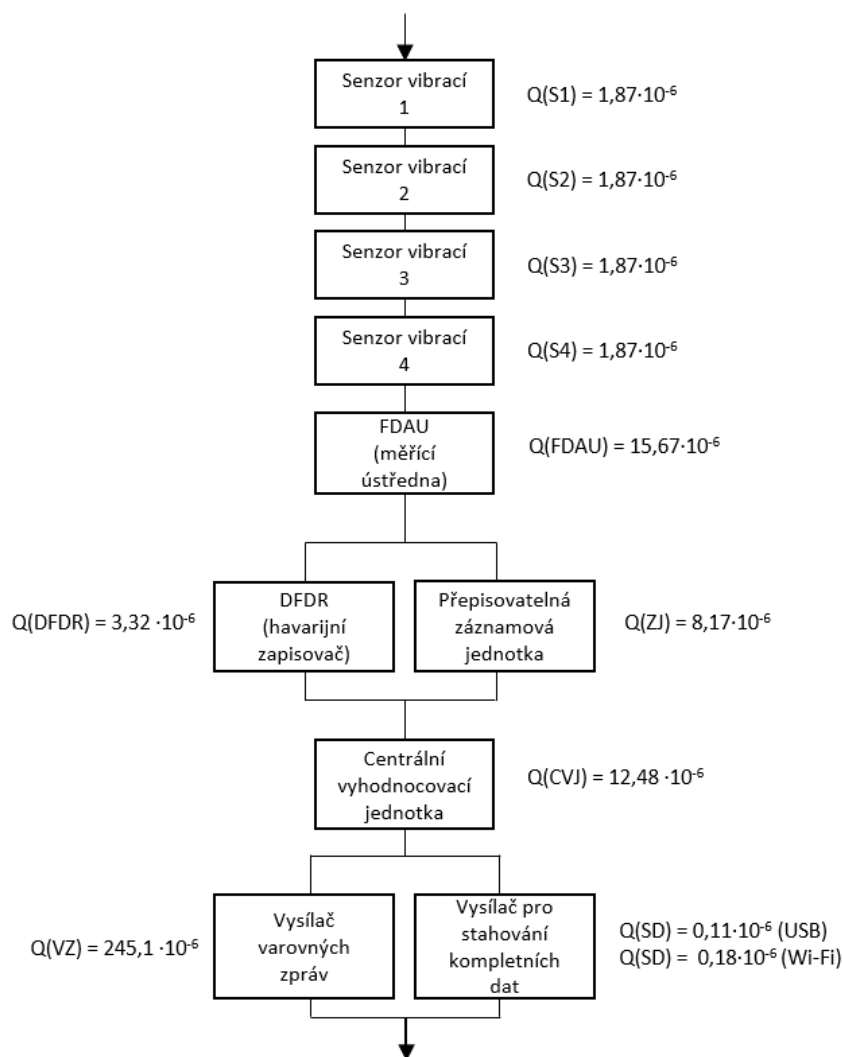 Senzor vibrací
1
Q(S1) = 1,87·10⁻⁶
Senzor vibrací
2
Q(S2) = 1,87·10⁻⁶
Senzor vibrací
3
Q(S3) = 1,87·10⁻⁶
Senzor vibrací
4
Q(S4) = 1,87·10⁻⁶
FDAU
(měřící
ústředna)
Q(FDAU) = 15,67·10⁻⁶
Q(DFDR) = 3,32 ·10⁻⁶
DFDR
(havarijní
zapisovač)
Přepisovatelná
záznamová
jednotka
Q(ZJ) = 8,17·10⁻⁶
Centrální
vyhodnocovací
jednotka
Q(CVJ) = 12,48 ·10⁻⁶
Q(VZ) = 245,1 ·10⁻⁶
Vysílač
varovných
zpráv
Vysílač pro
stahování
kompletních
dat
Q(SD) = 0,11·10⁻⁶ (USB)
Q(SD) = 0,18·10⁻⁶ (Wi-Fi)